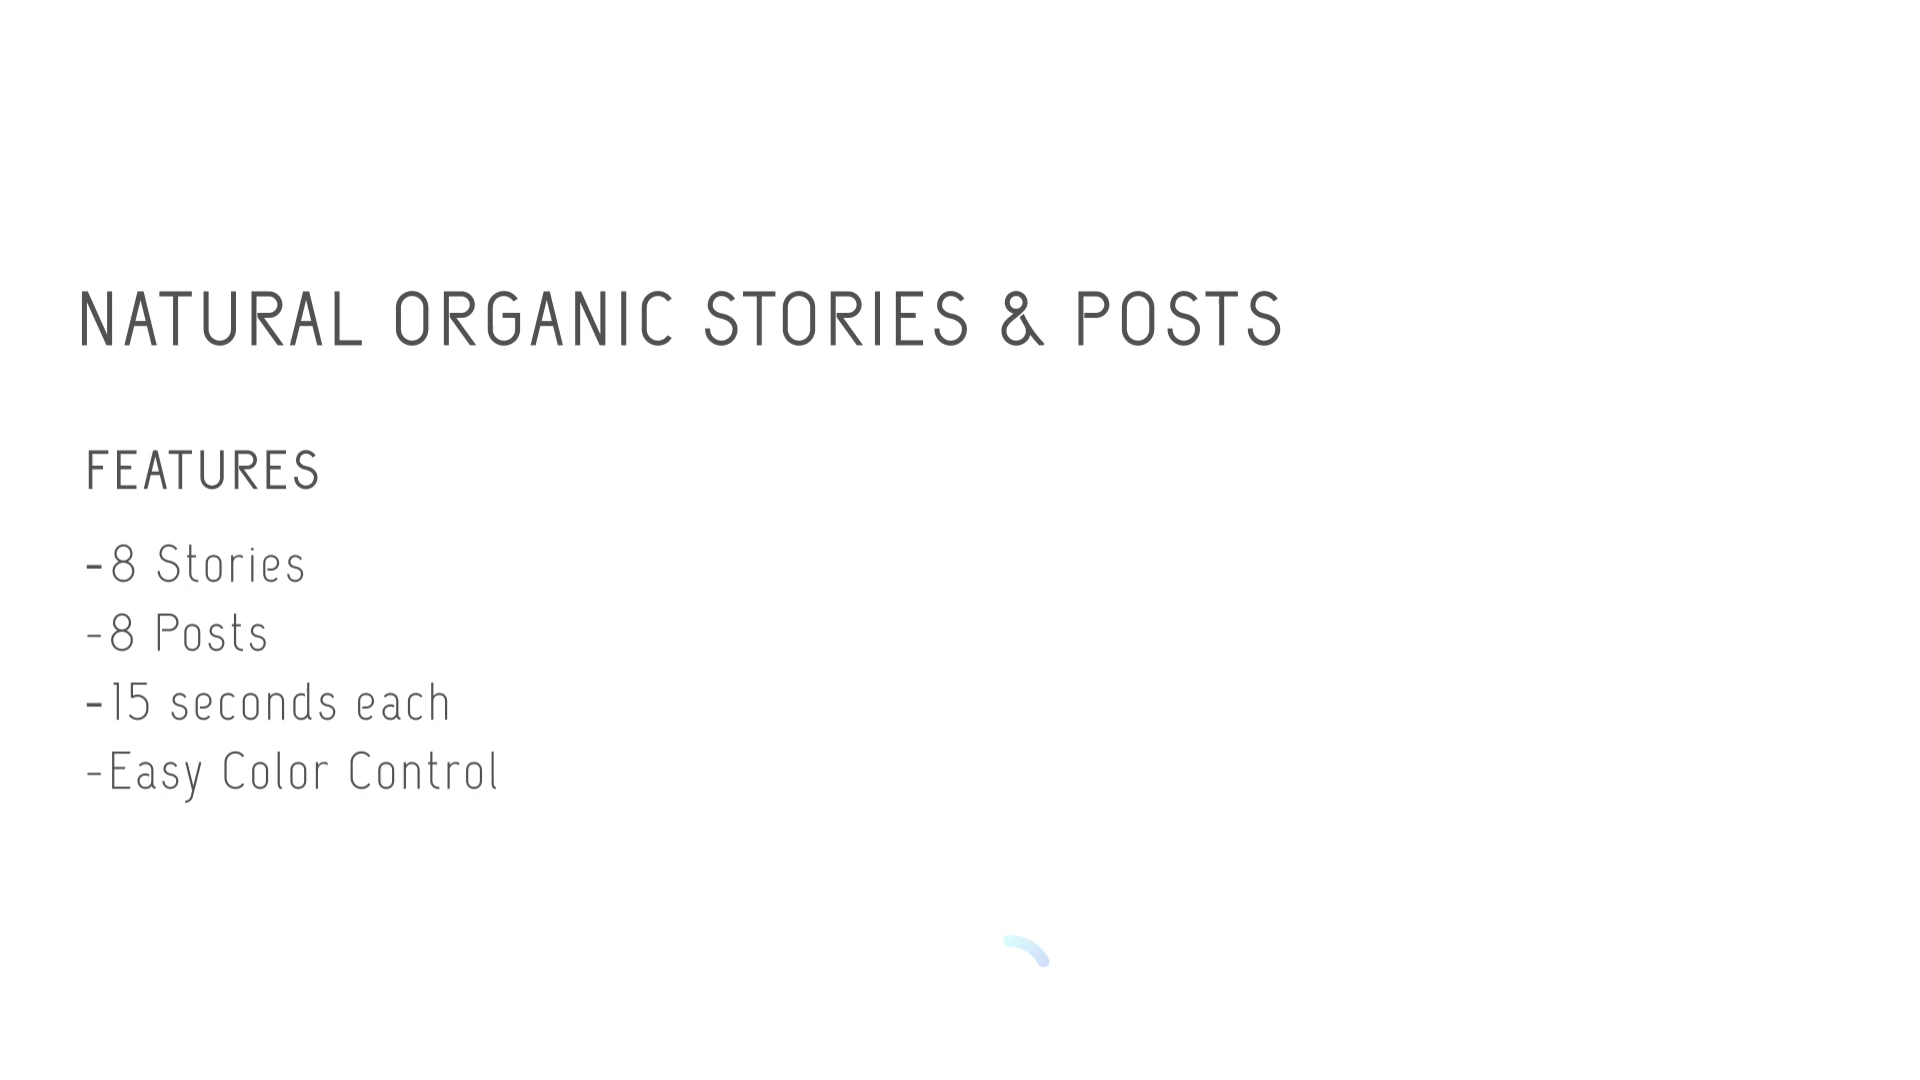 NATURAL ORGANIC STORIES & POSTS
FEATURES
-8 Stories
-8 Posts
-15 seconds each
-Easy Color Control